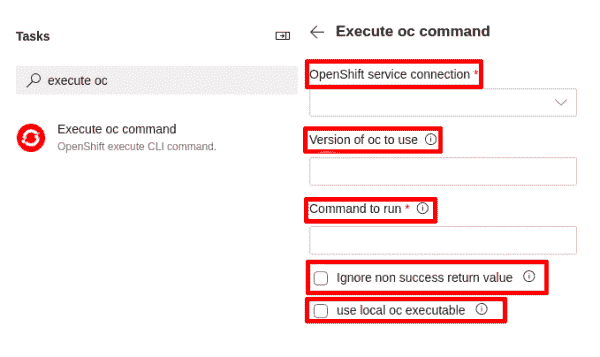 Tasks
execute oc
Execute oc command
OpenShift execute CLI command.
Execute oc command
OpenShift service connection *
Version of oc to use
Command to run *
Ignore non success return value
use local oc executable